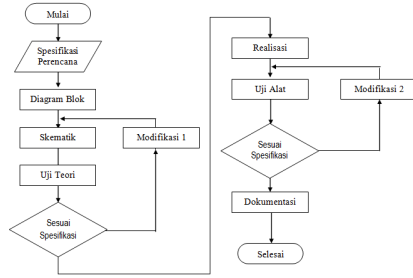 Mulai
Spesifikasi
Perencana
Diagram Blok
Skematik
Modifikasi 1
Uji Teori
Sesuai
Spesifikasi
Realisasi
Uji Alat
Modifikasi 2
Sesuai
Spesifikasi
Dokumentasi
Selesai